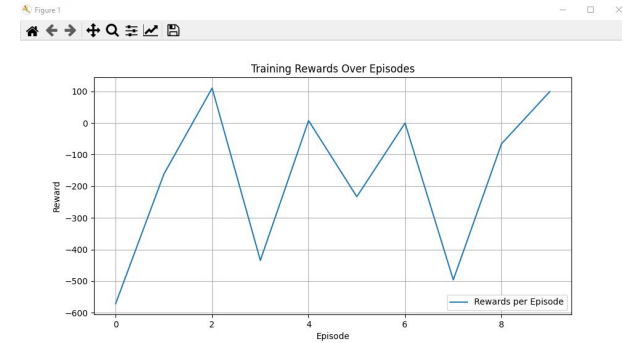 Figure 1
Training Rewards Over Episodes
100
0
−100
−200
−300
−400
−500
−600
Reward
0 2 4 6 8
Episode
Rewards per Episode